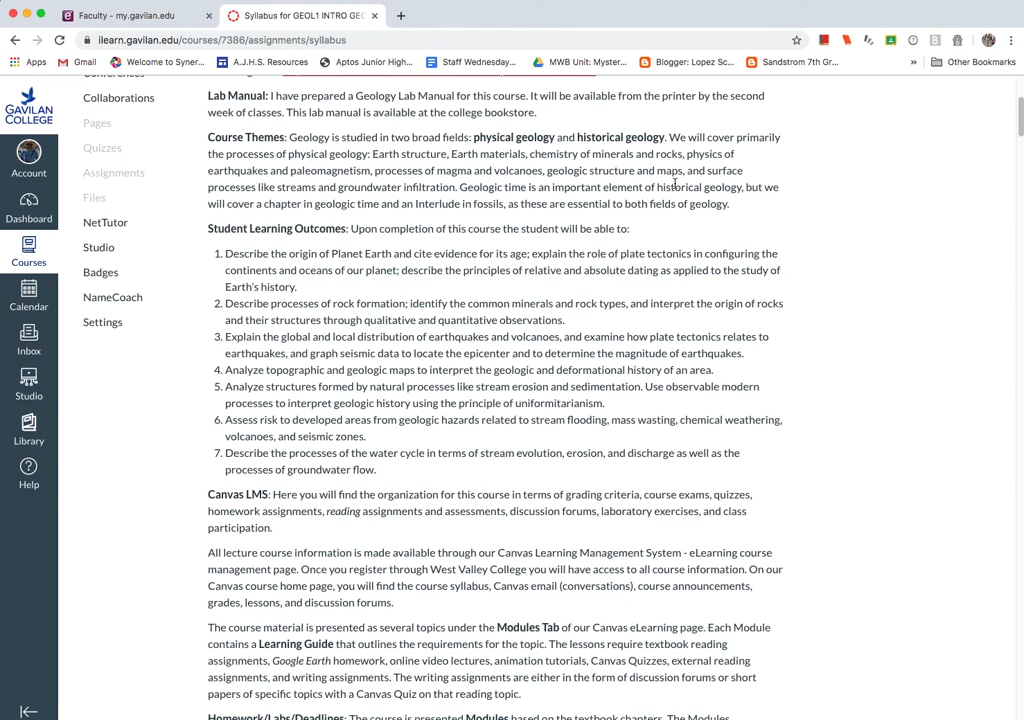 Faculty - my.gavilan.edu
Syllabus for GEOL1 INTRO GEO
ilearn.gavilan.edu/courses/7386/assignments/syllabus
Apps
Gmail
Welcome to Syner...
A.J.H.S. Resources
Aptos Junior High...
Staff Wednesday...
MWB Unit: Myster...
Blogger: Lopez Sc...
Sandstrom 7th Gr...
»
Other Bookmarks
GAVILAN
COLLEGE
Account
Dashboard
Courses
Calendar
Inbox
Studio
Library
Help
Conferences
Collaborations
Pages
Quizzes
Assignments
Files
NetTutor
Studio
Badges
NameCoach
Settings
Lab Manual: I have prepared a Geology Lab Manual for this course. It will be available from the printer by the second
week of classes. This lab manual is available at the college bookstore.
Course Themes: Geology is studied in two broad fields: physical geology and historical geology. We will cover primarily
the processes of physical geology: Earth structure, Earth materials, chemistry of minerals and rocks, physics of
earthquakes and paleomagnetism, processes of magma and volcanoes, geologic structure and maps, and surface
processes like streams and groundwater infiltration. Geologic time is an important element of historical geology, but we
will cover a chapter in geologic time and an Interlude in fossils, as these are essential to both fields of geology.
Student Learning Outcomes: Upon completion of this course the student will be able to:
1. Describe the origin of Planet Earth and cite evidence for its age; explain the role of plate tectonics in configuring the
continents and oceans of our planet; describe the principles of relative and absolute dating as applied to the study of
Earth's history.
2. Describe processes of rock formation; identify the common minerals and rock types, and interpret the origin of rocks
and their structures through qualitative and quantitative observations.
3. Explain the global and local distribution of earthquakes and volcanoes, and examine how plate tectonics relates to
earthquakes, and graph seismic data to locate the epicenter and to determine the magnitude of earthquakes.
4. Analyze topographic and geologic maps to interpret the geologic and deformational history of an area.
5. Analyze structures formed by natural processes like stream erosion and sedimentation. Use observable modern
processes to interpret geologic history using the principle of uniformitarianism.
6. Assess risk to developed areas from geologic hazards related to stream flooding, mass wasting, chemical weathering,
volcanoes, and seismic zones.
7. Describe the processes of the water cycle in terms of stream evolution, erosion, and discharge as well as the
processes of groundwater flow.
Canvas LMS: Here you will find the organization for this course in terms of grading criteria, course exams, quizzes,
homework assignments, reading assignments and assessments, discussion forums, laboratory exercises, and class
participation.
All lecture course information is made available through our Canvas Learning Management System - eLearning course
management page. Once you register through West Valley College you will have access to all course information. On our
Canvas course home page, you will find the course syllabus, Canvas email (conversations), course announcements,
grades, lessons, and discussion forums.
The course material is presented as several topics under the Modules Tab of our Canvas eLearning page. Each Module
contains a Learning Guide that outlines the requirements for the topic. The lessons require textbook reading
assignments, Google Earth homework, online video lectures, animation tutorials, Canvas Quizzes, external reading
assignments, and writing assignments. The writing assignments are either in the form of discussion forums or short
papers of specific topics with a Canvas Quiz on that reading topic.
Homework/Labs/Deadlines: The course is presented Modules based on the textbook chapters. The Modules